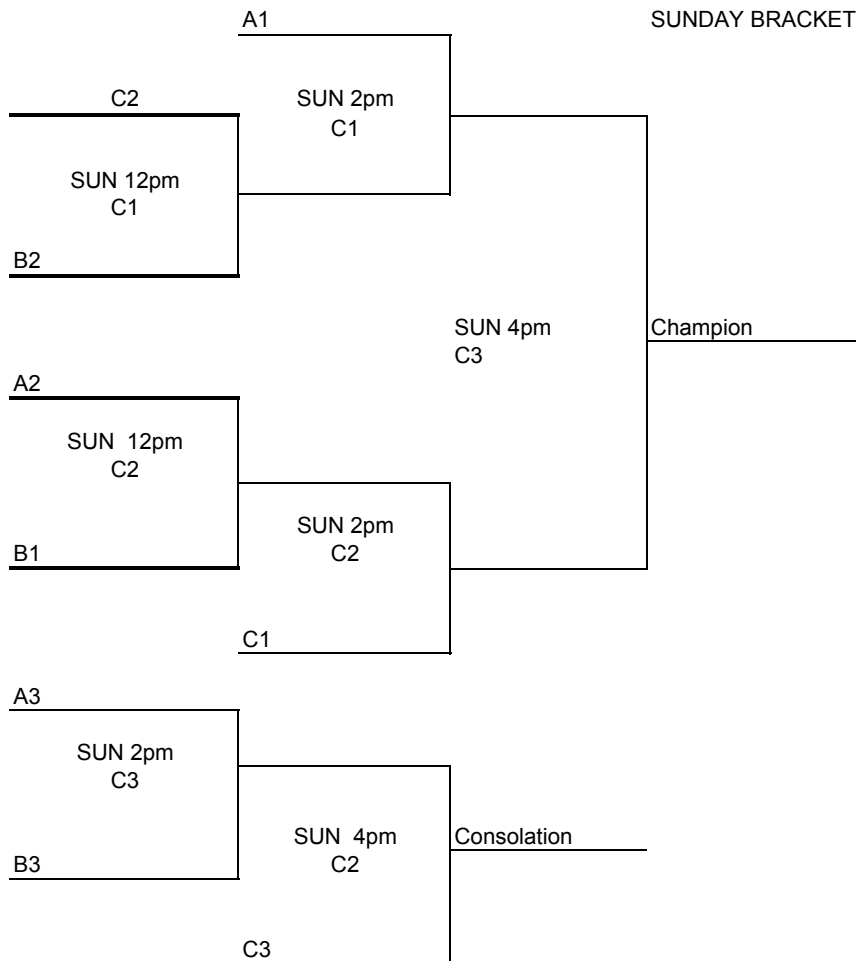 A1
SUNDAY BRACKET
C2
SUN 2pm
C1
SUN 12pm
C1
B2
SUN 4pm
C3
Champion
A2
SUN  12pm
C2
SUN 2pm
C2
B1
C1
A3
SUN 2pm
C3
SUN  4pm
C2
Consolation
B3
C3